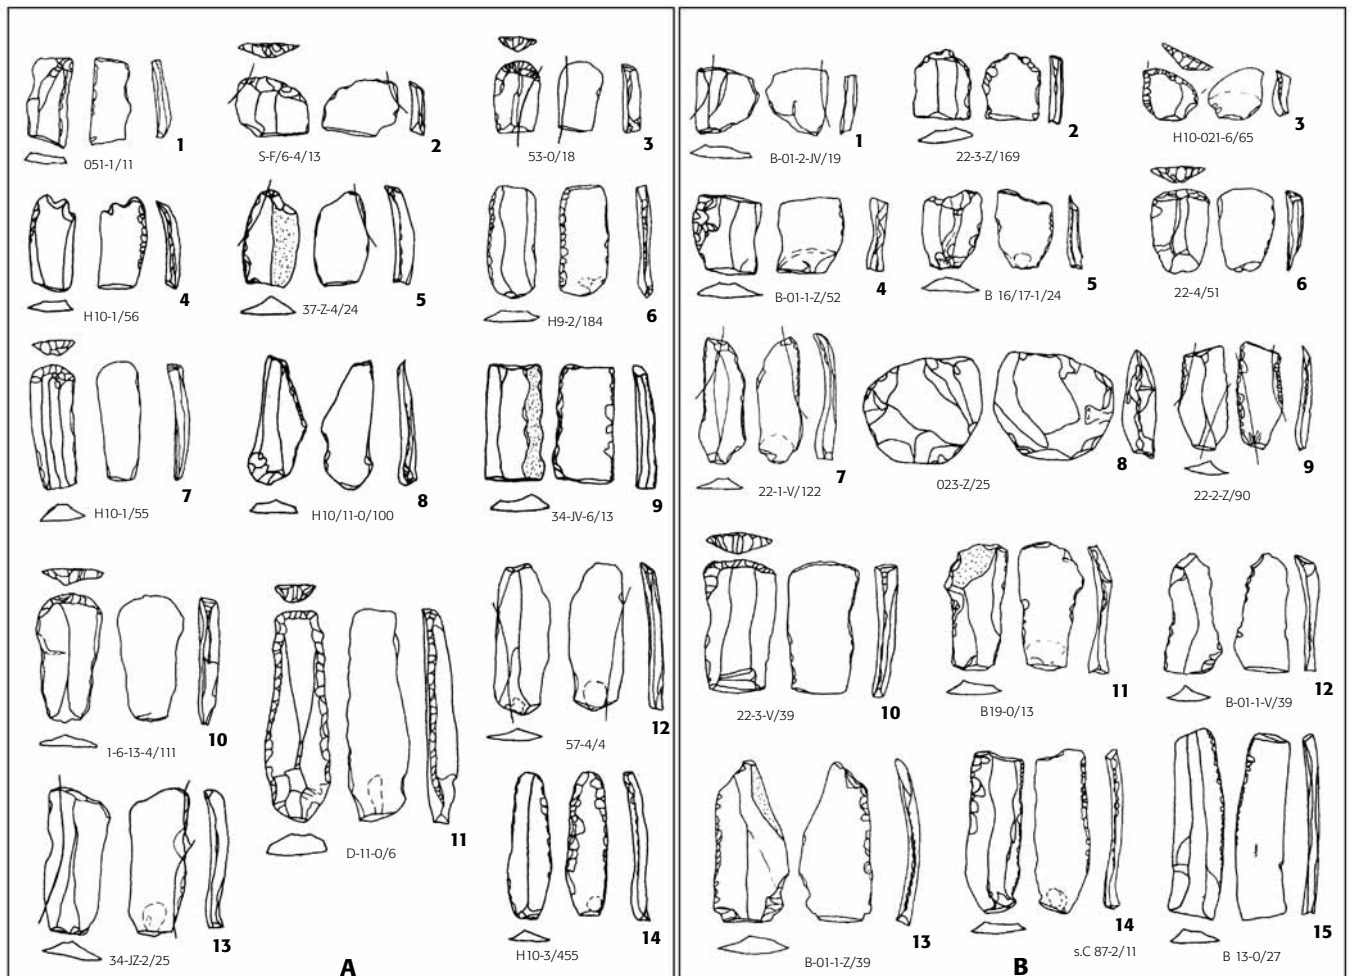 1
051-1/11
2
S-F/6-4/13
3
53-0/18
4
H10-1/56
5
37-Z-4/24
6
H9-2/184
7
H10-1/55
8
H10/11-0/100
9
34-JV-6/13
10
1-6-13-4/111
11
D-11-0/6
12
57-4/4
13
34-JZ-2/25
14
H10-3/455
A
1
B-01-2-JV/19
2
22-3-Z/169
3
H10-021-6/65
4
B-01-1-Z/52
5
B 16/17-1/24
6
22-4/51
7
22-1-V/122
8
023-Z/25
9
22-2-Z/90
10
22-3-V/39
11
B19-0/13
12
B-01-1-V/39
13
B-01-1-Z/39
14
s.C 87-2/11
15
B 13-0/27
B